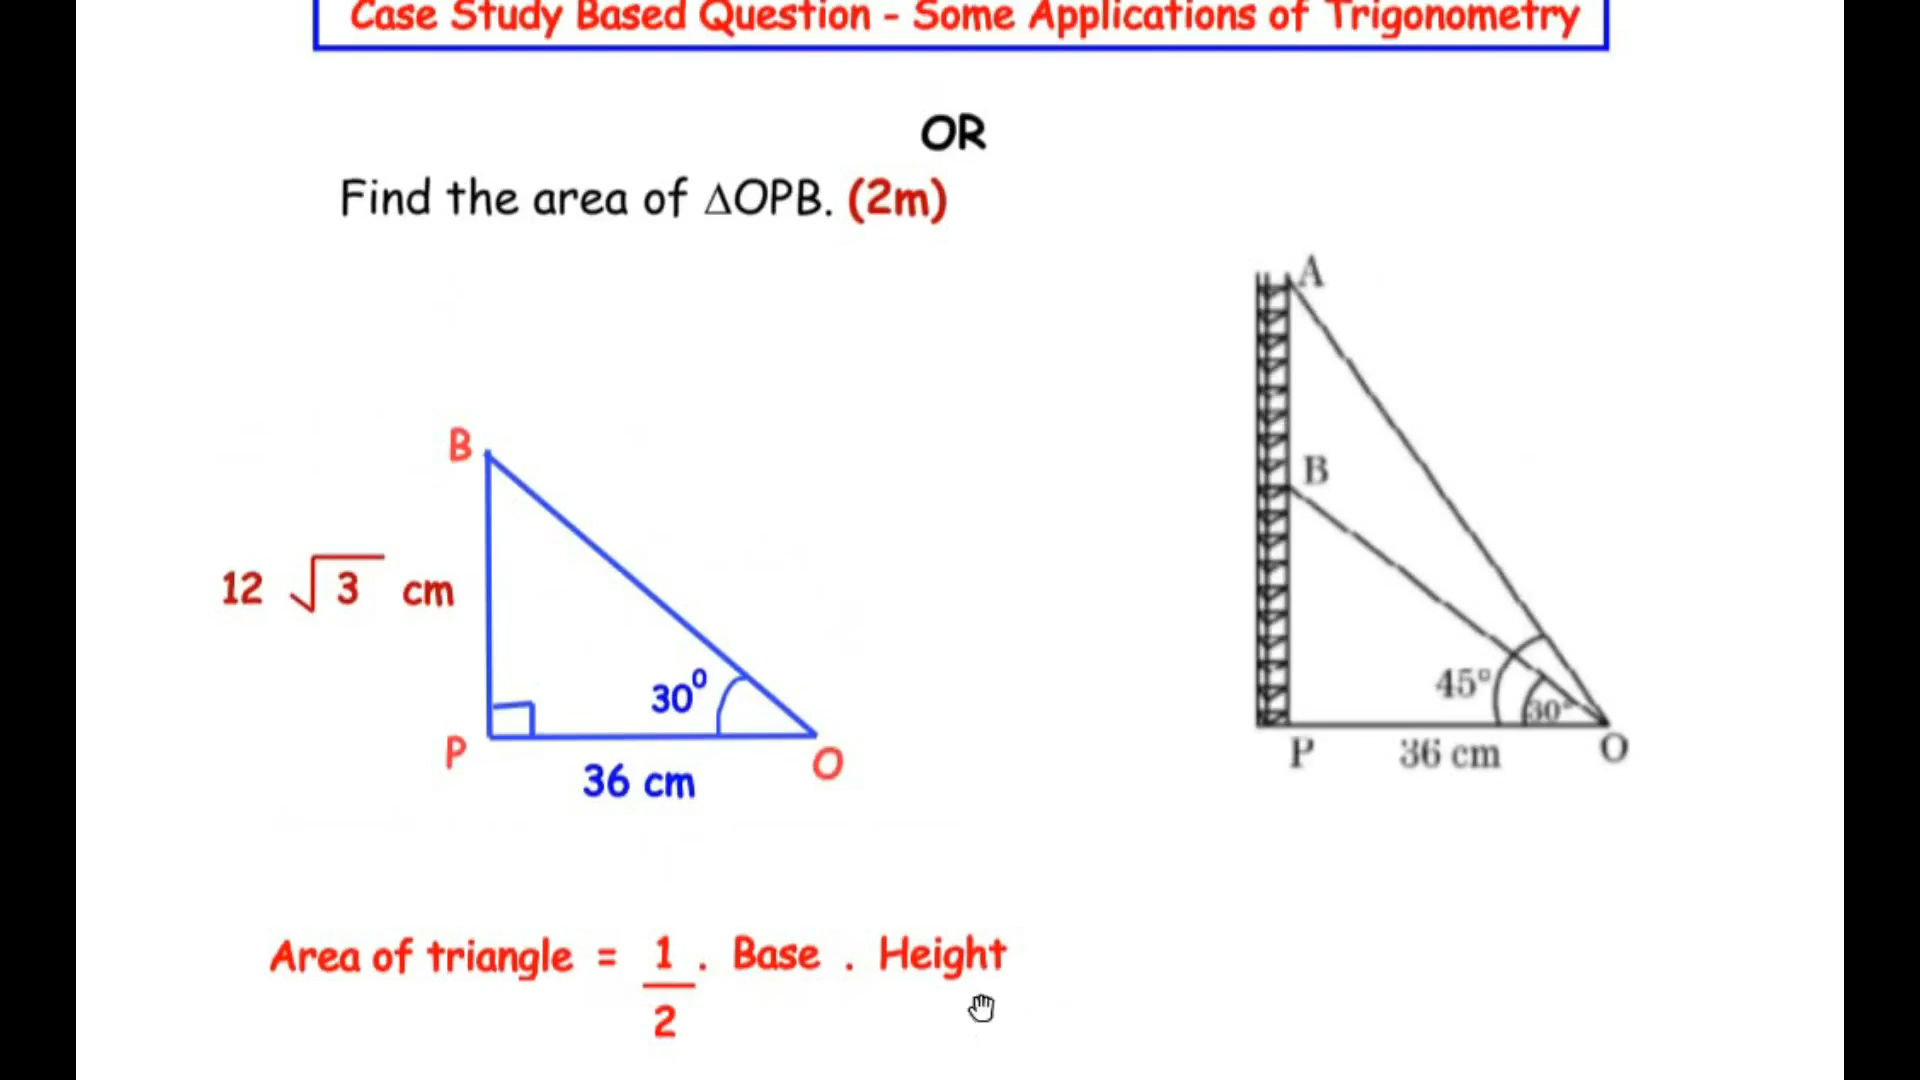 Case Study Based Question - Some Applications of Trigonometry
OR
Find the area of ∆OPB. (2m)
A
B
B
12 √3 cm
45°
30⁰
30°
P
O
P
36 cm
O
36 cm
Area of triangle = 1/2 . Base . Height